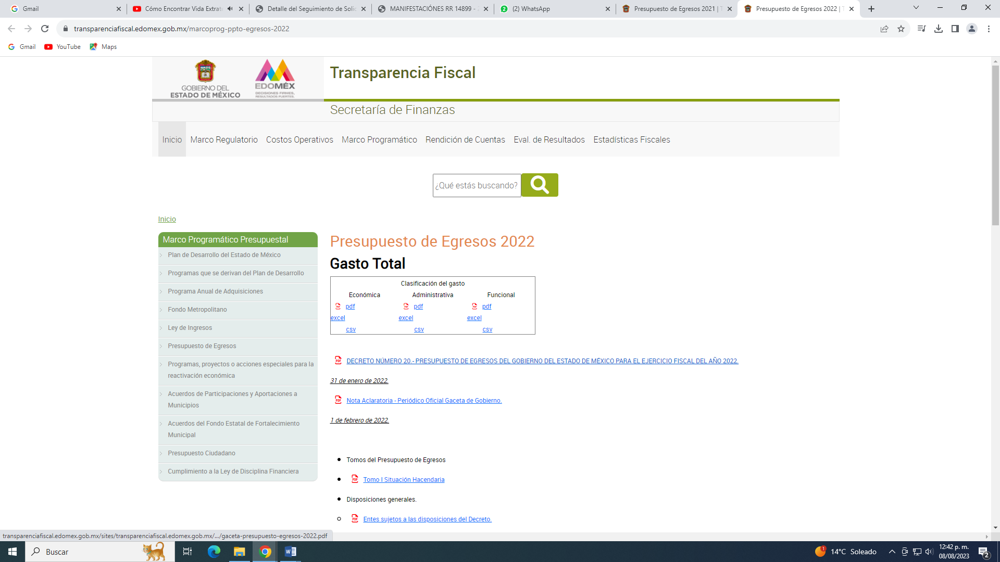 Gmail
Cómo Encontrar Vida Extrat
Detalle del Seguimiento de Solic
MANIFESTACIÓNES RR 14899 -
(2) WhatsApp
Presupuesto de Egresos 2021 | T
Presupuesto de Egresos 2022 | T
transparenciafiscal.edomex.gob.mx/marcoprog-ppto-egresos-2022
Gmail
YouTube
Maps
GOBIERNO DEL
ESTADO DE MÉXICO
EDOMÉX
DECISIONES FIRMES,
RESULTADOS FUERTES.
Transparencia Fiscal
Secretaría de Finanzas
Inicio Marco Regulatorio Costos Operativos Marco Programático Rendición de Cuentas Eval. de Resultados Estadísticas Fiscales
¿Qué estás buscando?
Inicio
Marco Programático Presupuestal
Plan de Desarrollo del Estado de México
Programas que se derivan del Plan de Desarrollo
Programa Anual de Adquisiciones
Fondo Metropolitano
Ley de Ingresos
Presupuesto de Egresos
Programas, proyectos o acciones especiales para la
reactivación económica
Acuerdos de Participaciones y Aportaciones a
Municipios
Acuerdos del Fondo Estatal de Fortalecimiento
Municipal
Presupuesto Ciudadano
Cumplimiento a la Ley de Disciplina Financiera
Presupuesto de Egresos 2022
Gasto Total
Clasificación del gasto
Económica Administrativa Funcional
pdf pdf pdf
excel excel excel
csv csv csv
DECRETO NÚMERO 20.- PRESUPUESTO DE EGRESOS DEL GOBIERNO DEL ESTADO DE MÉXICO PARA EL EJERCICIO FISCAL DEL AÑO 2022.
31 de enero de 2022.
Nota Aclaratoria - Periódico Oficial Gaceta de Gobierno.
1 de febrero de 2022.
Tomos del Presupuesto de Egresos
Tomo I Situación Hacendaria
Disposiciones generales.
Entes sujetos a las disposiciones del Decreto.
transparenciafiscal.edomex.gob.mx/sites/transparenciafiscal.edomex.gob.mx/.../gaceta-presupuesto-egresos-2022.pdf
Buscar
14°C Soleado
12:42 p. m.
08/08/2023
2